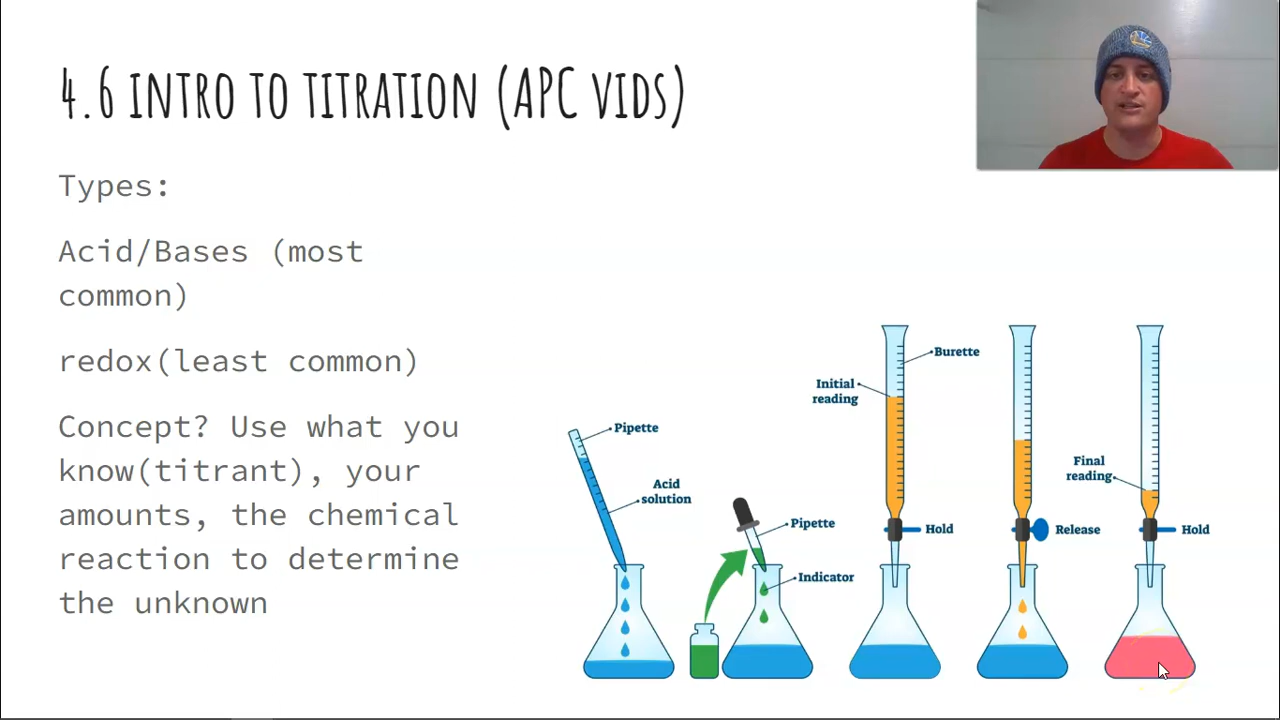 4.6 INTRO TO TITRATION (APC VIDS)
Types:
Acid/Bases (most
common)
redox(least common)
Concept? Use what you
know(titrant), your
amounts, the chemical
reaction to determine
the unknown
Pipette
Acid
solution
Pipette
Indicator
Burette
Initial
reading
Hold
Release
Final
reading
Hold